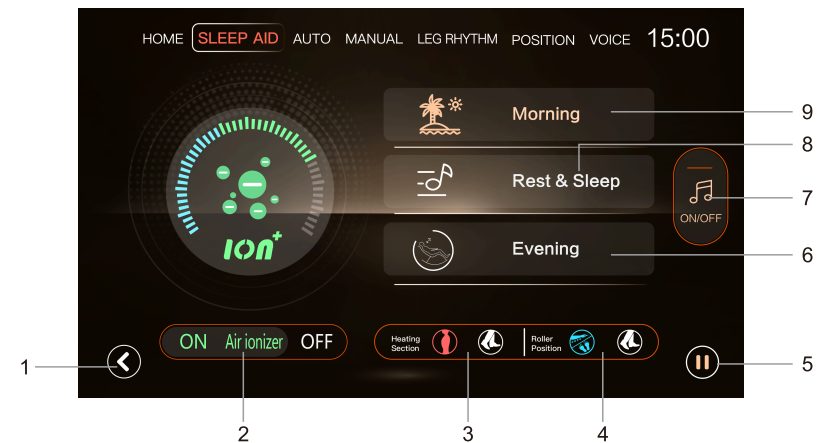 HOME SLEEP AID AUTO MANUAL LEG RHYTHM POSITION VOICE 15:00
Morning
9
8
Rest & Sleep
7
ON/OFF
ION+
Evening
6
ON Air ionizer OFF
Heating
Section
Roller
Position
1
5
2
3
4